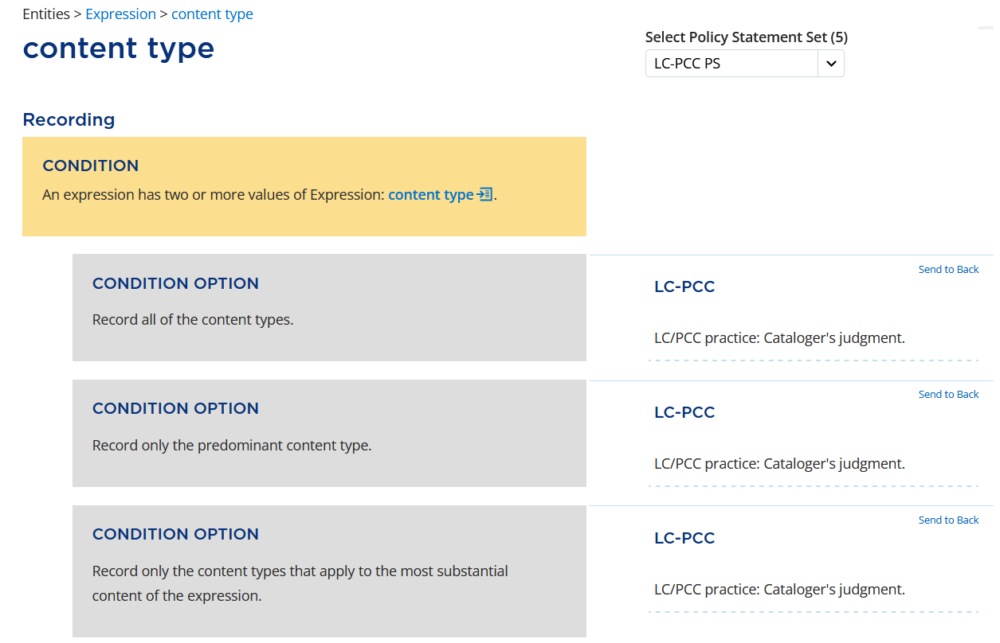 Entities > Expression > content type
content type
Select Policy Statement Set (5)
LC-PCC PS
Recording
CONDITION
An expression has two or more values of Expression: content type.
CONDITION OPTION
Record all of the content types.
Send to Back
LC-PCC
LC/PCC practice: Cataloger's judgment.
CONDITION OPTION
Record only the predominant content type.
Send to Back
LC-PCC
LC/PCC practice: Cataloger's judgment.
CONDITION OPTION
Record only the content types that apply to the most substantial
content of the expression.
Send to Back
LC-PCC
LC/PCC practice: Cataloger's judgment.